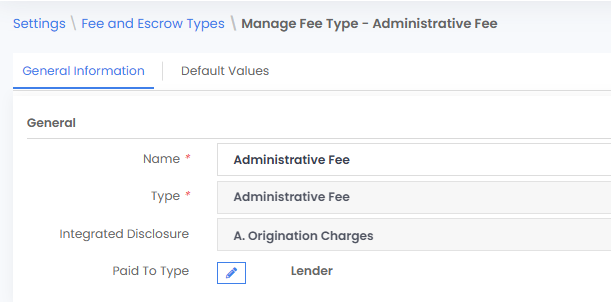 Settings \ Fee and Escrow Types \ Manage Fee Type - Administrative Fee
General Information Default Values
General
Name * Administrative Fee
Type * Administrative Fee
Integrated Disclosure A. Origination Charges
Paid To Type Lender